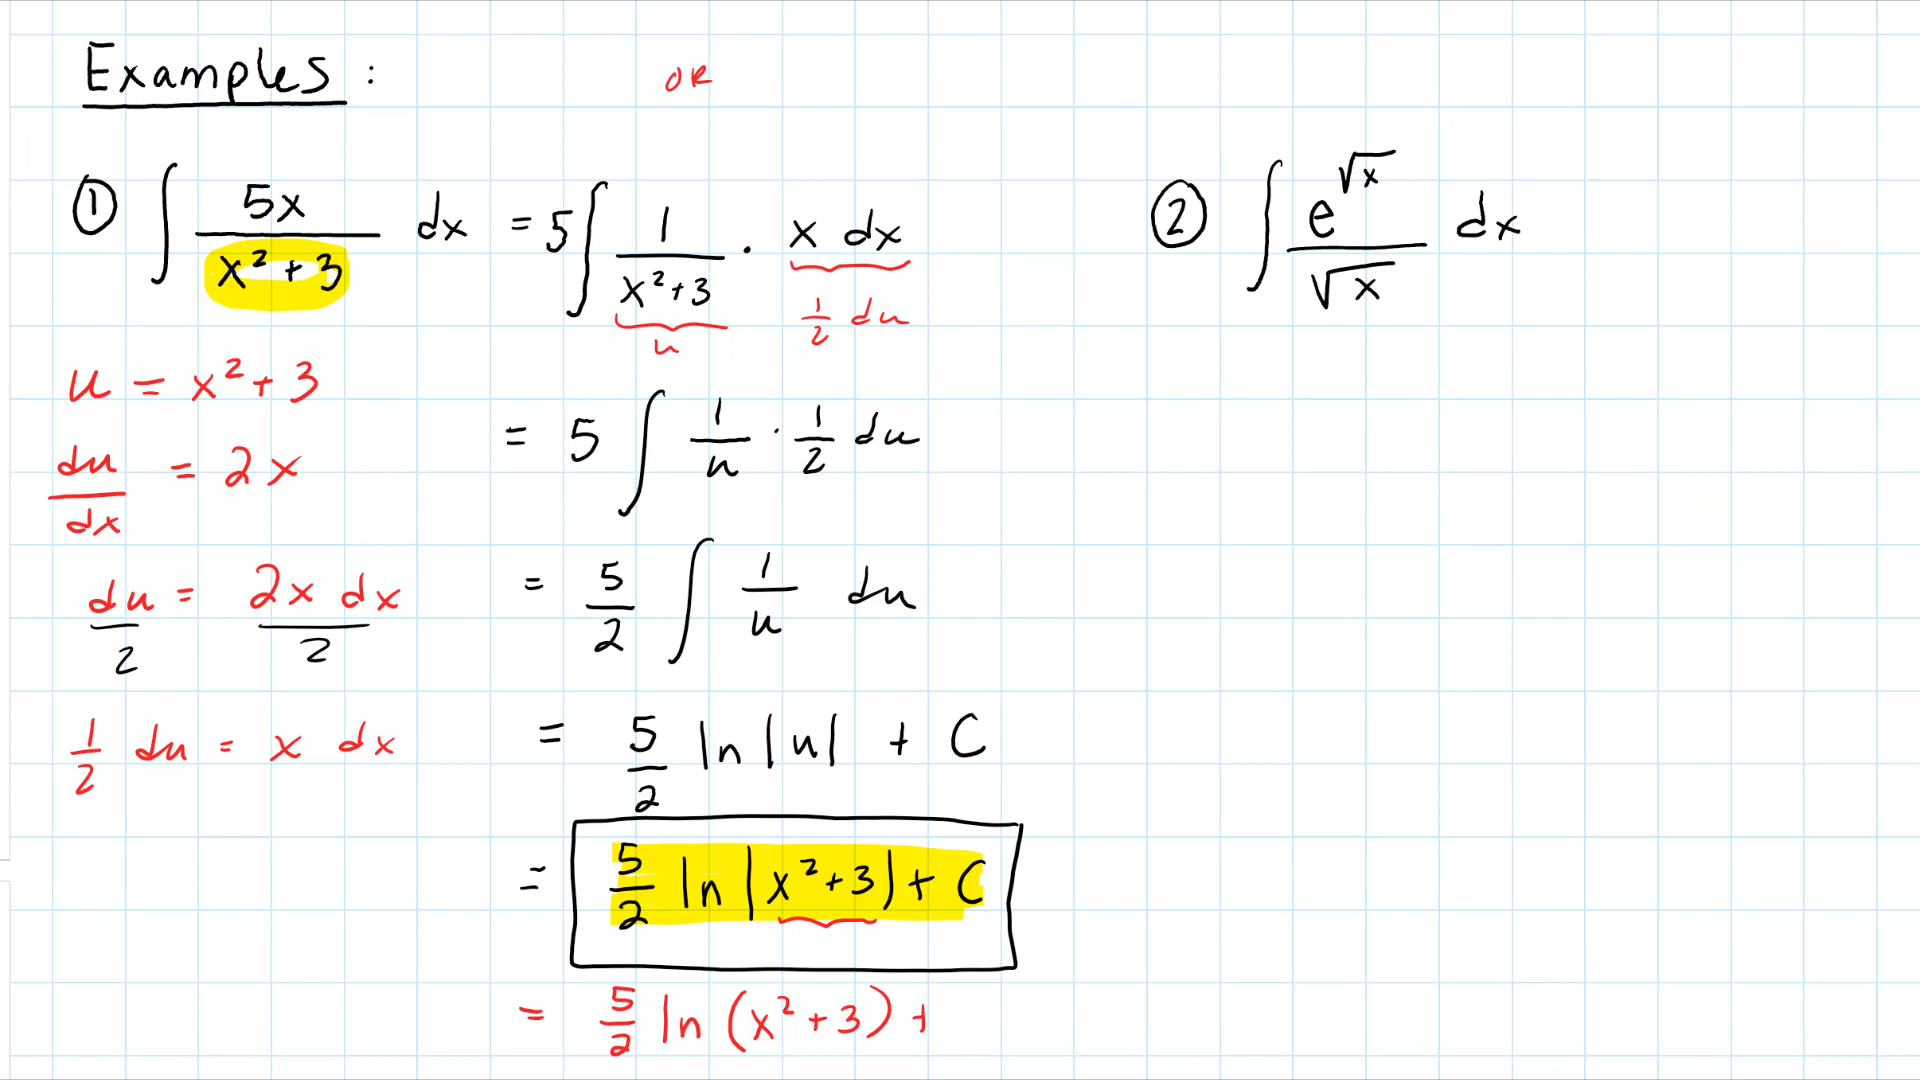 Examples :
OR
① ∫ 5x/(x² + 3) dx = 5 ∫ 1/(x²+3) · x dx
u
1/2 du
u = x² + 3
du/dx = 2x
du/2 = 2x dx/2
1/2 du = x dx
= 5 ∫ 1/u · 1/2 du
= 5/2 ∫ 1/u du
= 5/2 ln |u| + C
= 5/2 ln |x²+3| + C
= 5/2 ln (x²+3) +
② ∫ e^√x/√x dx